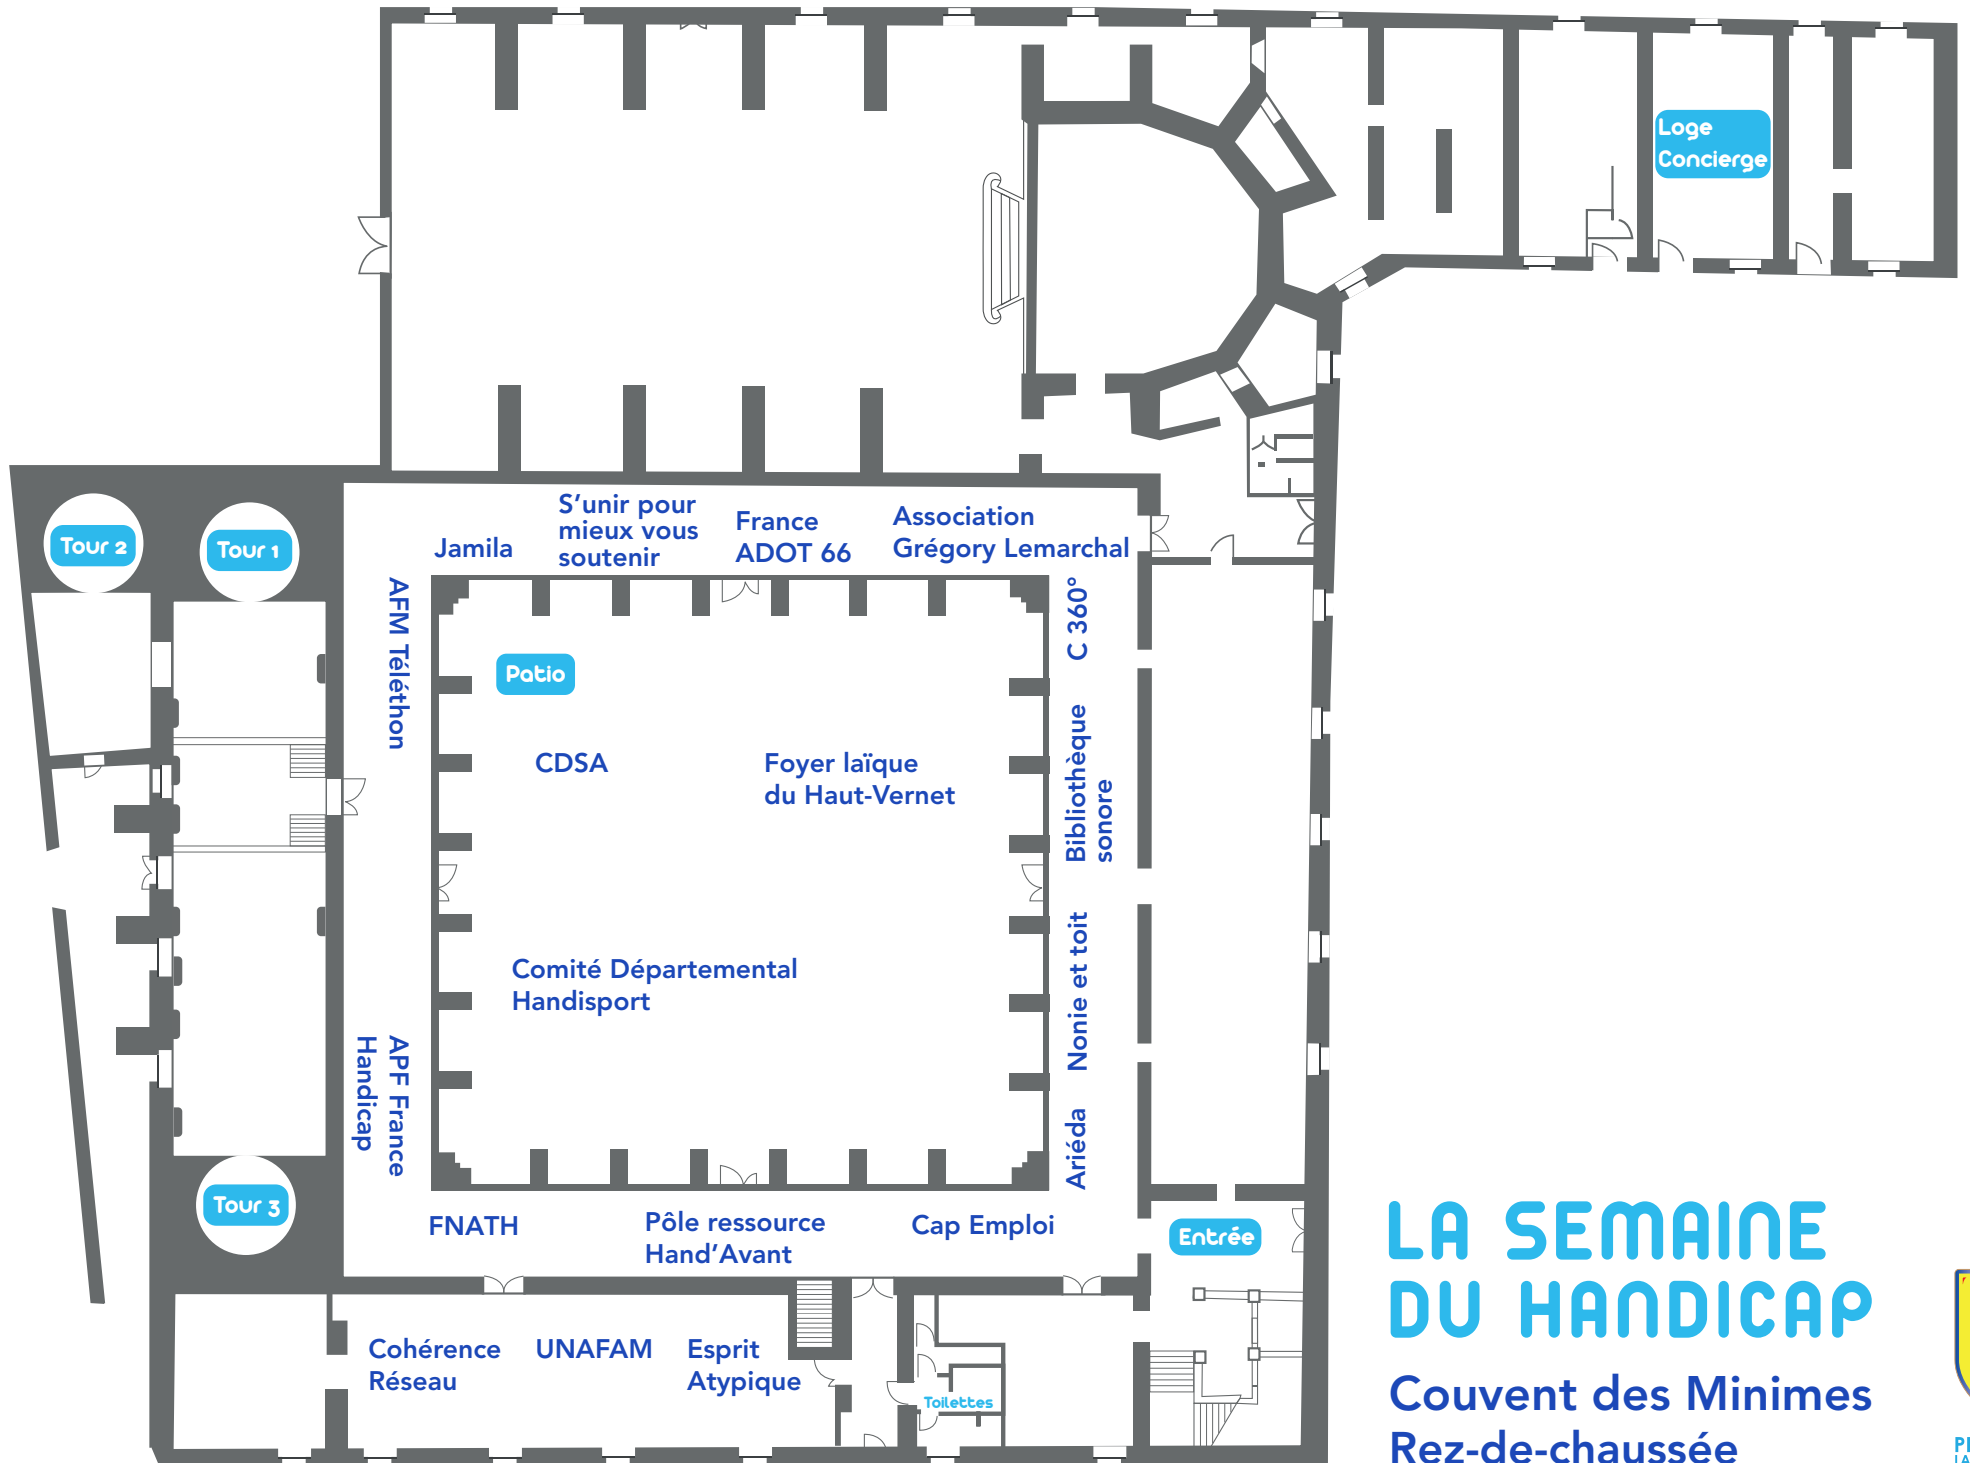 Loge
Concierge
Tour 2
Tour 1
Jamila
S’unir pour
mieux vous
soutenir
France
ADOT 66
Association
Grégory Lemarchal
AFM Téléthon
Patio
C 360°
CDSA
Foyer laïque
du Haut-Vernet
Bibliothèque
sonore
Comité Départemental
Handisport
Nonie et toit
APF France
Handicap
Ariéda
Tour 3
FNATH
Pôle ressource
Hand’Avant
Cap Emploi
Entrée
Cohérence
Réseau
UNAFAM
Esprit
Atypique
Toilettes
LA SEMAINE
DU HANDICAP
Couvent des Minimes
Rez-de-chaussée